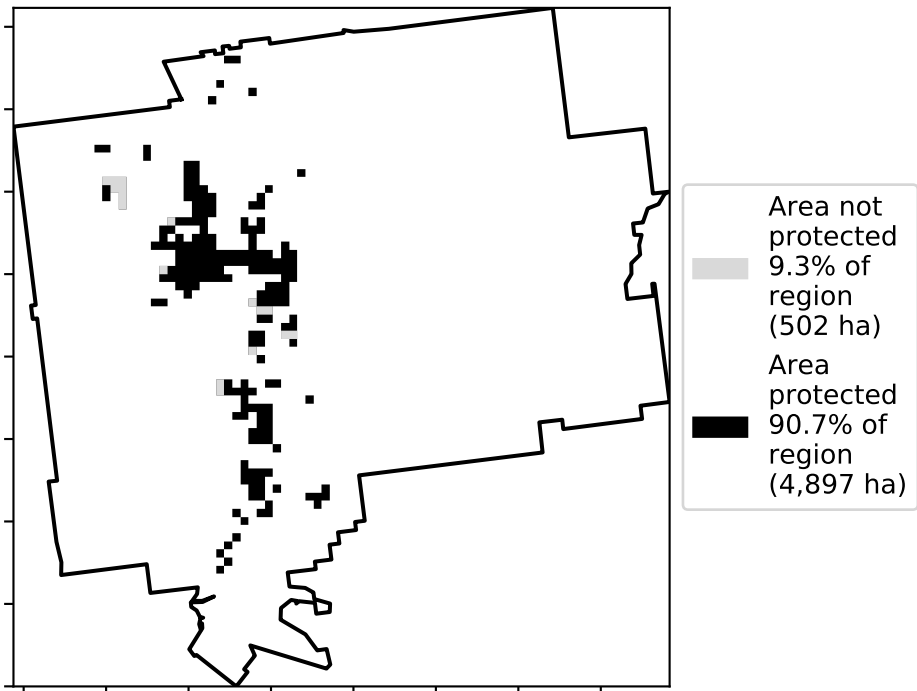 Area not
protected
9.3% of
region
(502 ha)
Area
protected
90.7% of
region
(4,897 ha)